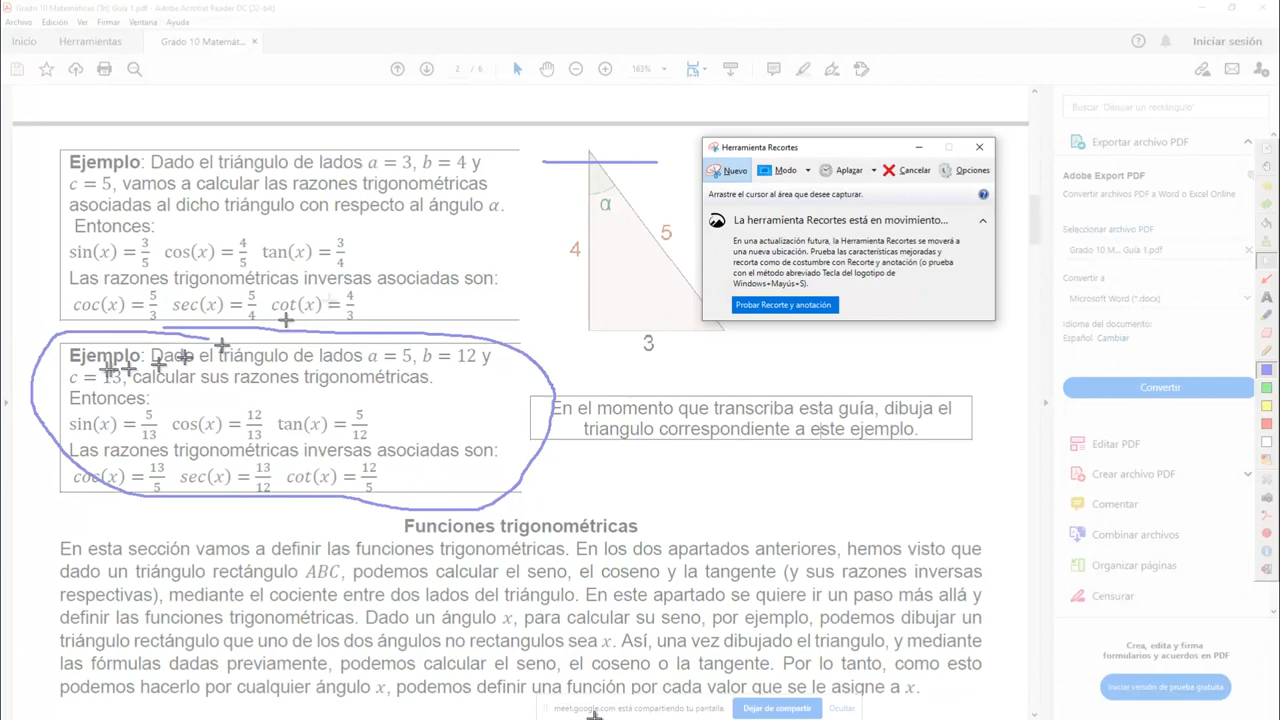 Grado 10 Matemáticas (Tri) Guía 1.pdf - Adobe Acrobat Reader DC (32-bit)
Archivo Edición Ver Firmar Ventana Ayuda
Inicio Herramientas Grado 10 Matemát... × Iniciar sesión
2 / 6 163%
Ejemplo: Dado el triángulo de lados a = 3, b = 4 y
c = 5, vamos a calcular las razones trigonométricas
asociadas al dicho triángulo con respecto al ángulo α.
Entonces:
sin(x) = 3/5 cos(x) = 4/5 tan(x) = 3/4
Las razones trigonométricas inversas asociadas son:
coc(x) = 5/3 sec(x) = 5/4 cot(x) = 4/3
α
4
5
3
Herramienta Recortes
Nuevo Modo Aplazar Cancelar Opciones
Arrastre el cursor al área que desee capturar.
La herramienta Recortes está en movimiento...
En una actualización futura, la Herramienta Recortes se moverá a
una nueva ubicación. Pruebe las características mejoradas y
recorta como de costumbre con Recorte y anotación (o prueba
con el método abreviado Tecla del logotipo de
Windows+Mayús+S).
Probar Recorte y anotación
Ejemplo: Dado el triángulo de lados a = 5, b = 12 y
c = 13, calcular sus razones trigonométricas.
Entonces:
sin(x) = 5/13 cos(x) = 12/13 tan(x) = 5/12
Las razones trigonométricas inversas asociadas son:
coc(x) = 13/5 sec(x) = 13/12 cot(x) = 12/5
En el momento que transcriba esta guía, dibuja el
triangulo correspondiente a este ejemplo.
Funciones trigonométricas
En esta sección vamos a definir las funciones trigonométricas. En los dos apartados anteriores, hemos visto que
dado un triángulo rectángulo ABC, podemos calcular el seno, el coseno y la tangente (y sus razones inversas
respectivas), mediante el cociente entre dos lados del triángulo. En este apartado se quiere ir un paso más allá y
definir las funciones trigonométricas. Dado un ángulo x, para calcular su seno, por ejemplo, podemos dibujar un
triángulo rectángulo que uno de los dos ángulos no rectangulos sea x. Así, una vez dibujado el triangulo, y mediante
las fórmulas dadas previamente, podemos calcular el seno, el coseno o la tangente. Por lo tanto, como esto
podemos hacerlo por cualquier ángulo x, podemos definir una función por cada valor que se le asigne a x.
meet.google.com está compartiendo tu pantalla. Dejar de compartir Ocultar
Buscar "Dibujar un rectángulo"
Exportar archivo PDF
Adobe Export PDF
Convertir archivos PDF a Word o Excel Online
Seleccionar archivo PDF
Grado 10 M... Guía 1.pdf ×
Convertir a
Microsoft Word (*.docx)
Idioma del documento:
Español Cambiar
Convertir
Editar PDF
Crear archivo PDF
Comentar
Combinar archivos
Organizar páginas
Censurar
Crea, edita y firma
formularios y acuerdos en PDF
Iniciar versión de prueba gratuita